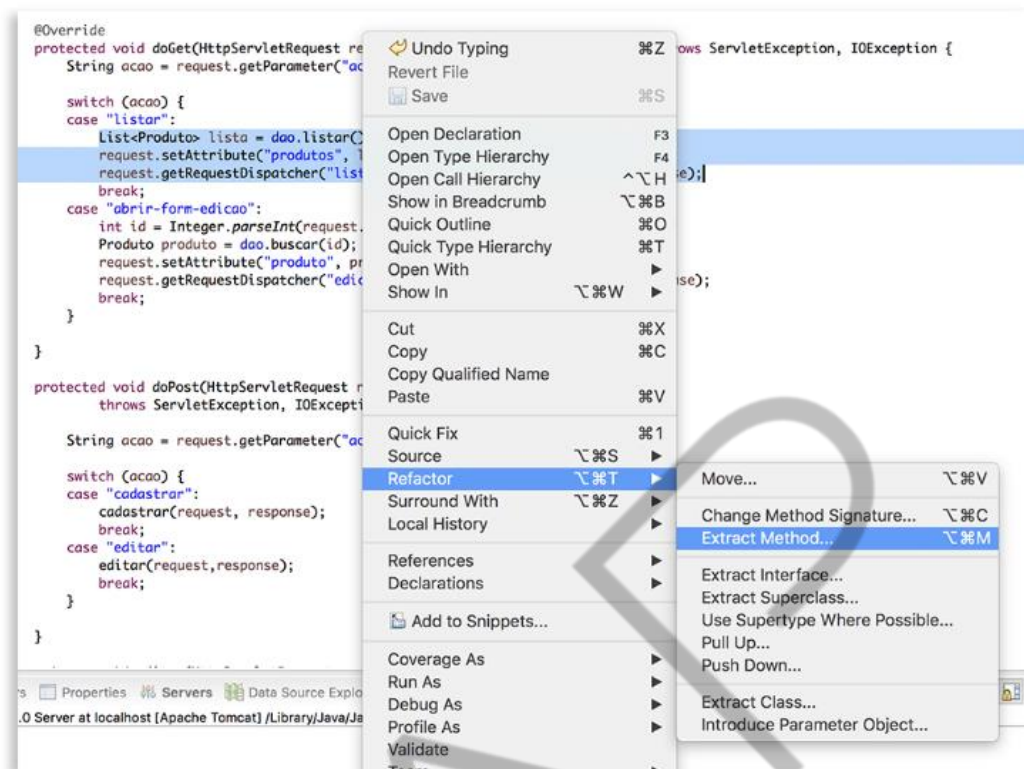 @Override
protected void doGet(HttpServletRequest re
ows ServletException, IOException {
String acao = request.getParameter("ac
switch (acao) {
case "listar":
List<Produto> lista = dao.listar()
request.setAttribute("produtos", l
request.getRequestDispatcher("list
se);
break;
case "abrir-form-edicao":
int id = Integer.parseInt(request.
Produto produto = dao.buscar(id);
request.setAttribute("produto", pr
request.getRequestDispatcher("edic
nse);
break;
}
}
protected void doPost(HttpServletRequest r
throws ServletException, IOExcepti
String acao = request.getParameter("ac
switch (acao) {
case "cadastrar":
cadastrar(request, response);
break;
case "editar":
editar(request,response);
break;
}
}
Properties Servers Data Source Explo
.0 Server at localhost [Apache Tomcat] /Library/Java/Ja
Undo Typing ⌘Z
Revert File
Save ⌘S
Open Declaration F3
Open Type Hierarchy F4
Open Call Hierarchy ^⌥H
Show in Breadcrumb ⌥⌘B
Quick Outline ⌘O
Quick Type Hierarchy ⌘T
Open With ▶
Show In ⌥⌘W ▶
Cut ⌘X
Copy ⌘C
Copy Qualified Name
Paste ⌘V
Quick Fix ⌘1
Source ⌥⌘S ▶
Refactor ⌥⌘T ▶
Surround With ⌥⌘Z ▶
Local History ▶
References ▶
Declarations ▶
Add to Snippets...
Coverage As ▶
Run As ▶
Debug As ▶
Profile As ▶
Validate
Move... ⌥⌘V
Change Method Signature... ⌥⌘C
Extract Method... ⌥⌘M
Extract Interface...
Extract Superclass...
Use Supertype Where Possible...
Pull Up...
Push Down...
Extract Class...
Introduce Parameter Object...